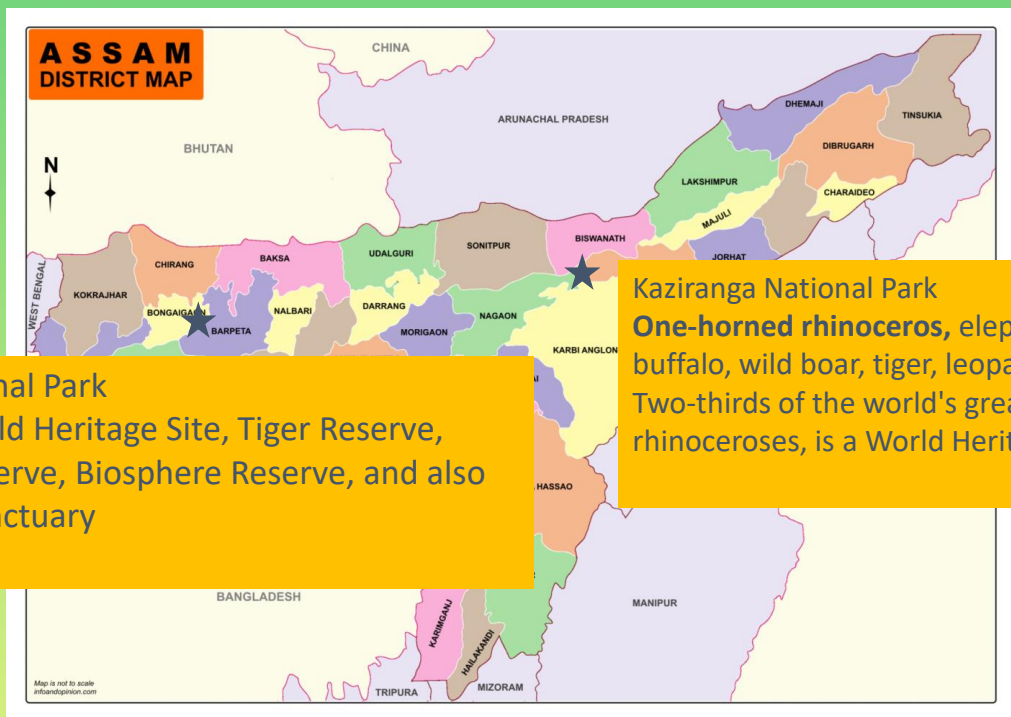 ASSAM
DISTRICT MAP
N
CHINA
ARUNACHAL PRADESH
BHUTAN
DHEMAJI
TINSUKIA
DIBRUGARH
LAKSHIMPUR
CHARAIDEO
MAJULI
BISWANATH
SONITPUR
UDALGURI
BAKSA
CHIRANG
KOKRAJHAR
WEST BENGAL
JORHAT
BONGAIGAON
BARPETA
NALBARI
DARRANG
MORIGAON
NAGAON
KARBI ANGLON
Kaziranga National Park
One-horned rhinoceros, elep
buffalo, wild boar, tiger, leopa
Two-thirds of the world's grea
rhinoceroses, is a World Herit
nal Park
ld Heritage Site, Tiger Reserve,
erve, Biosphere Reserve, and also
nctuary
AI
HASSAO
R
BANGLADESH
KARIMGANJ
HAILAKANDI
MANIPUR
TRIPURA
MIZORAM
Map is not to scale
infoandopinion.com